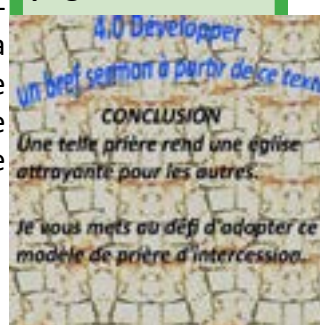 4.0 Développer
un bref sermon à partir de ce texte
CONCLUSION
Une telle prière rend une église
attrayante pour les autres.
Je vous mets au défi d'adopter ce
modèle de prière d'intercession.